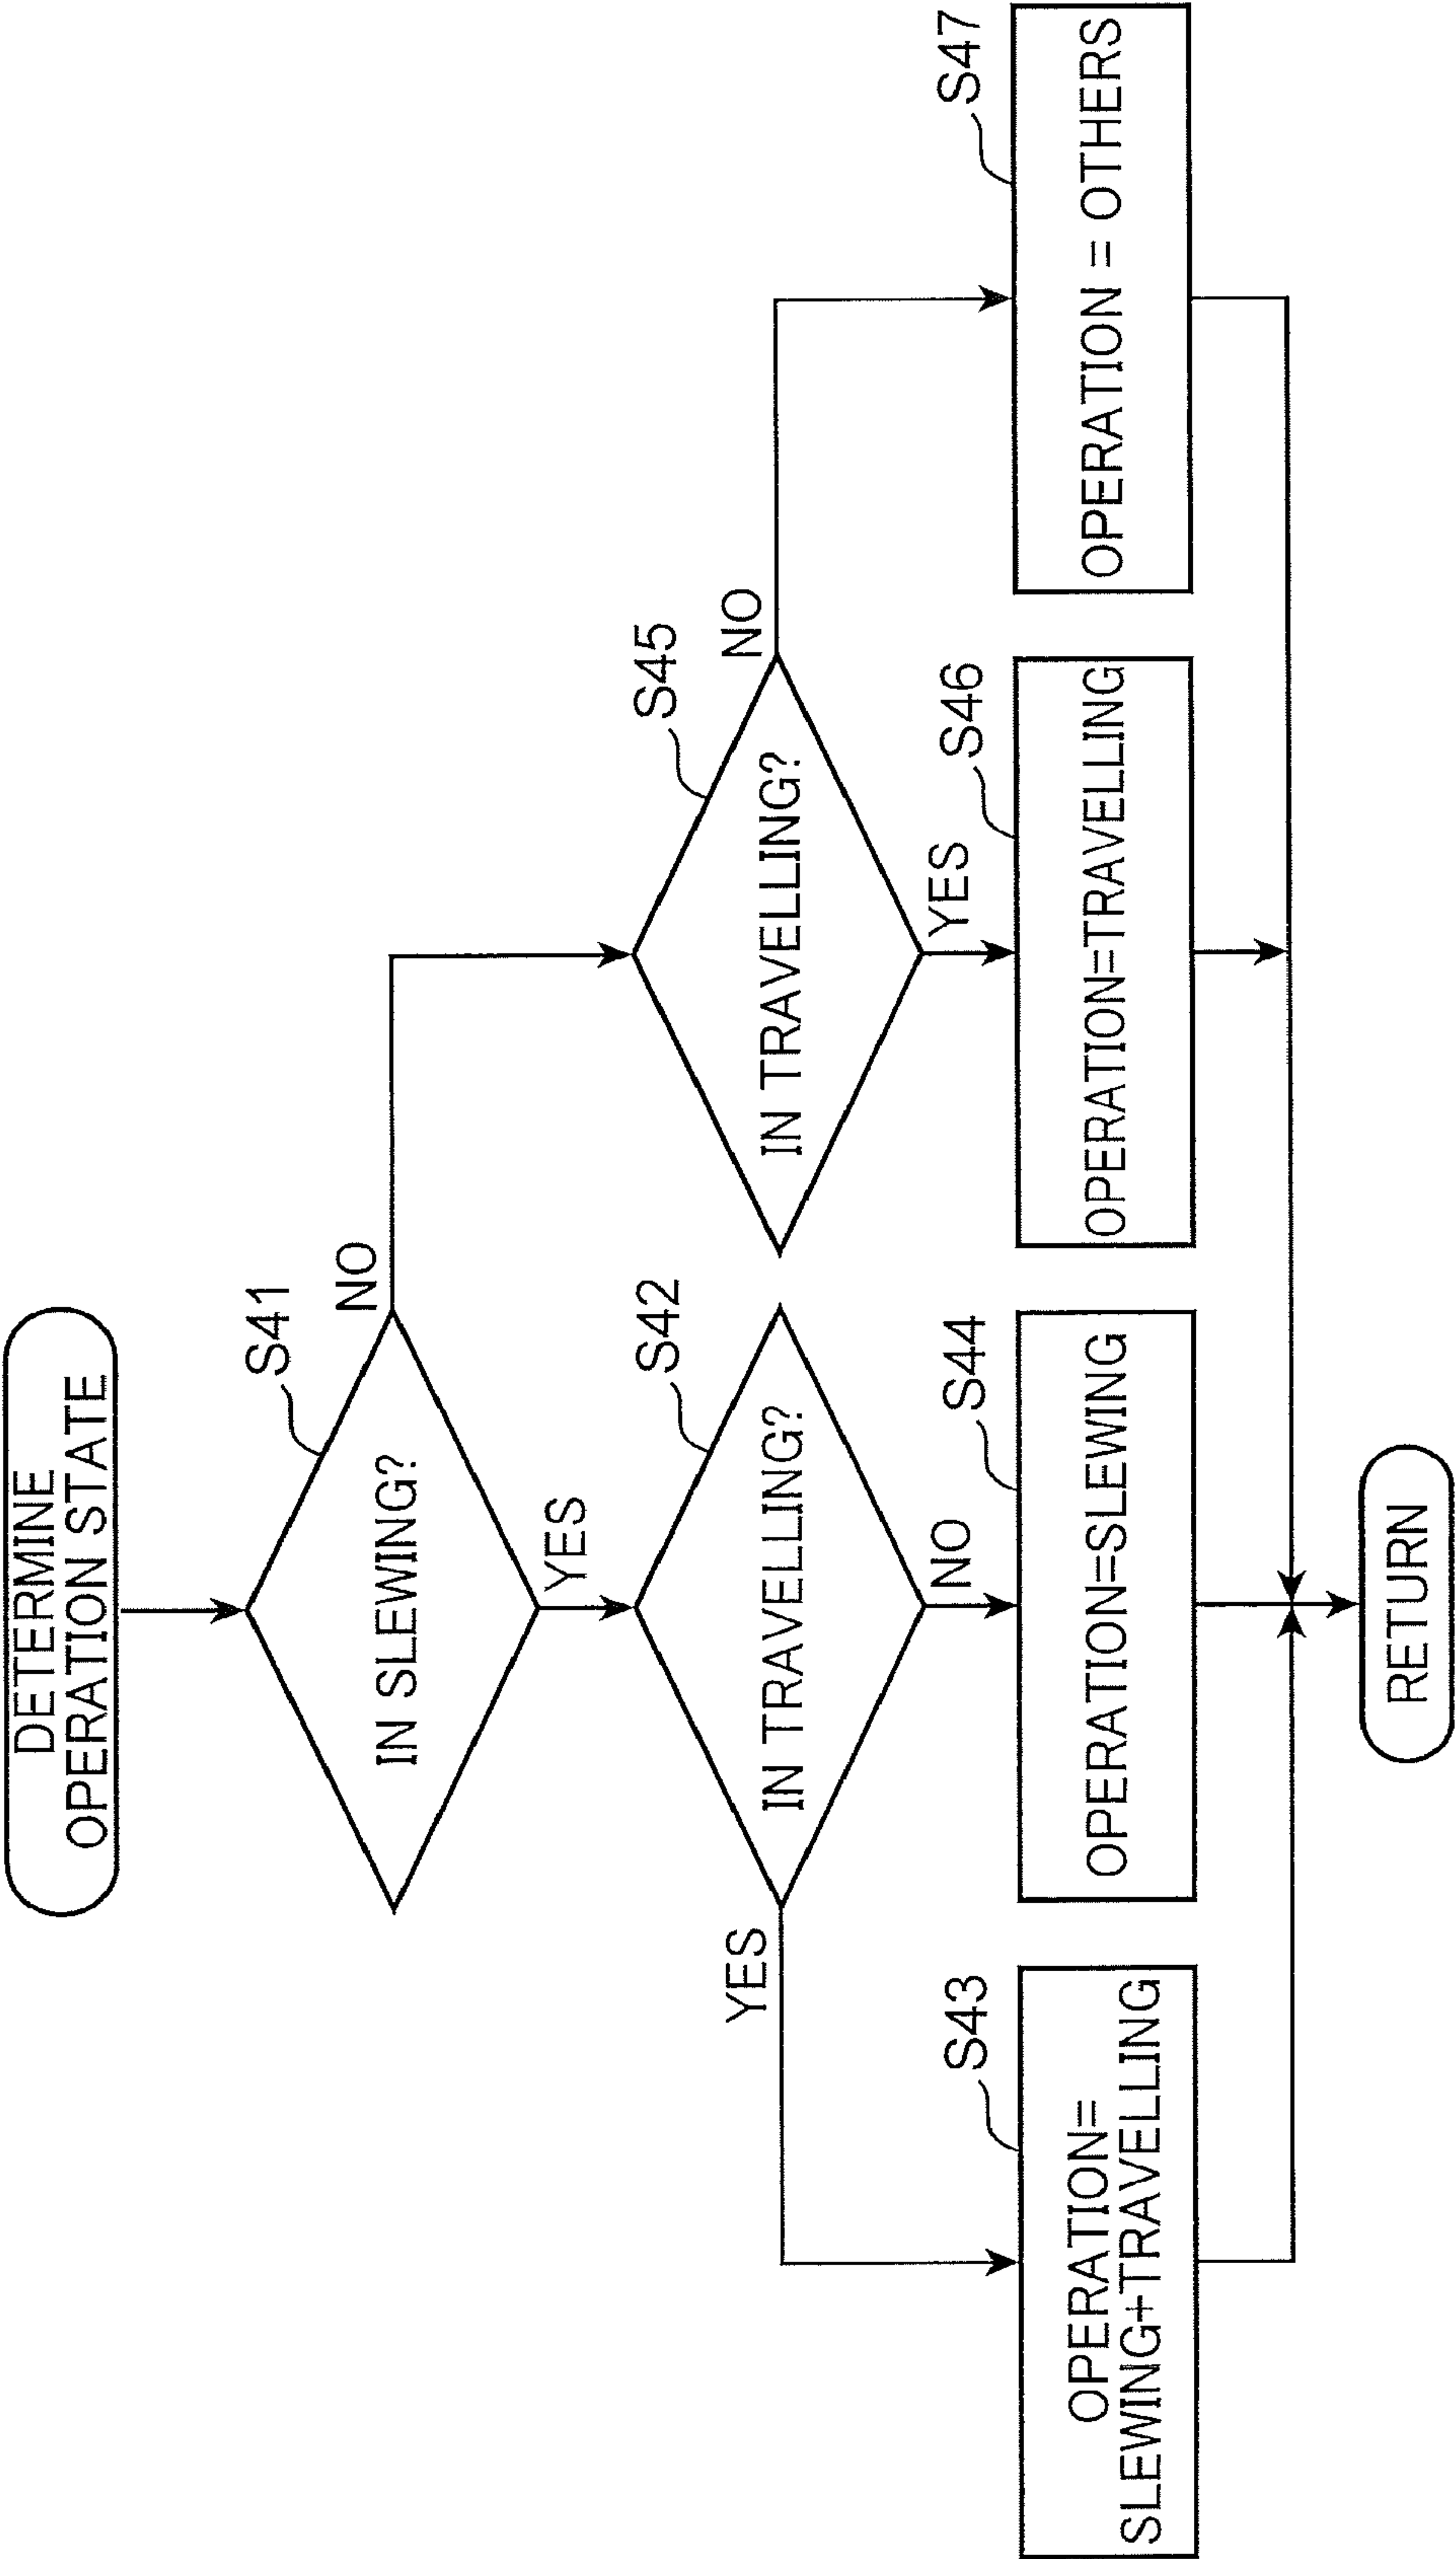 DETERMINE
OPERATION STATE
S41
IN SLEWING?
NO
YES
S42
IN TRAVELLING?
YES
NO
S45
IN TRAVELLING?
NO
YES
S43
OPERATION=
SLEWING+TRAVELLING
S44
OPERATION=SLEWING
S46
OPERATION=TRAVELLING
S47
OPERATION = OTHERS
RETURN